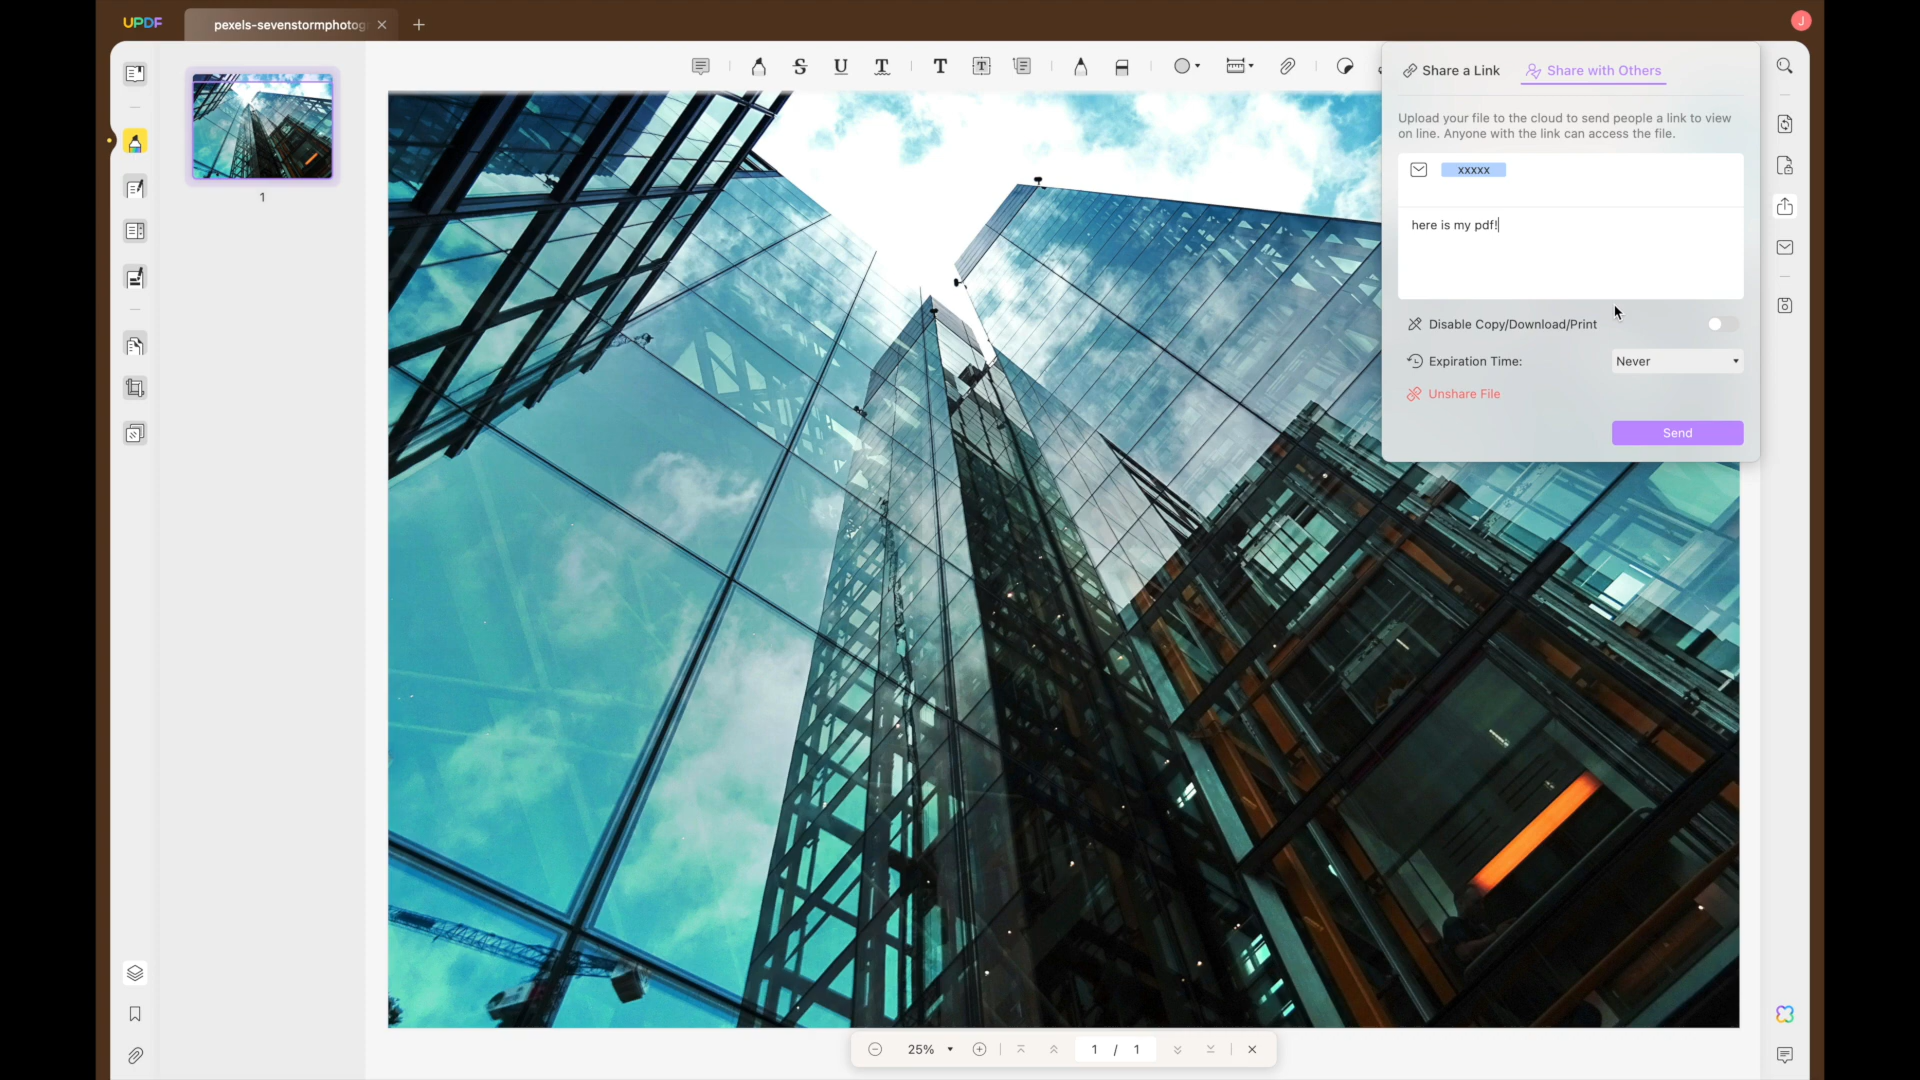 UPDF
pexels-sevenstormphotog
J
Share a Link
Share with Others
Upload your file to the cloud to send people a link to view
on line. Anyone with the link can access the file.
xxxxx
here is my pdf!
Disable Copy/Download/Print
Expiration Time:
Never
Unshare File
Send
1
25%
1 / 1